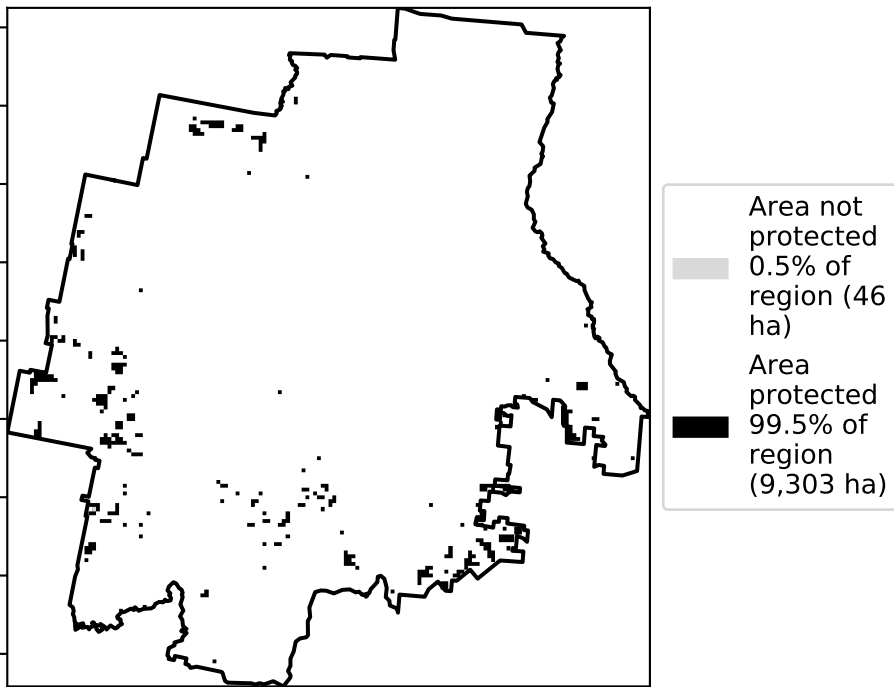 Area not
protected
0.5% of
region (46
ha)
Area
protected
99.5% of
region
(9,303 ha)